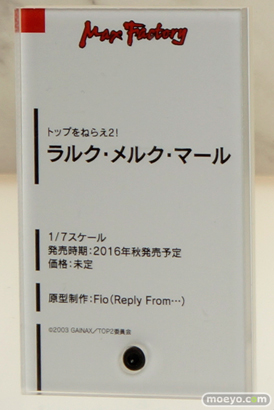 Max Factory
トップをねらえ2!
ラルク・メルク・マール
1/7スケール
発売時期:2016年秋発売予定
価格:未定
原型制作:Fio(Reply From…)
©2003 GAINAX/TOP2委員会
moeyo.com